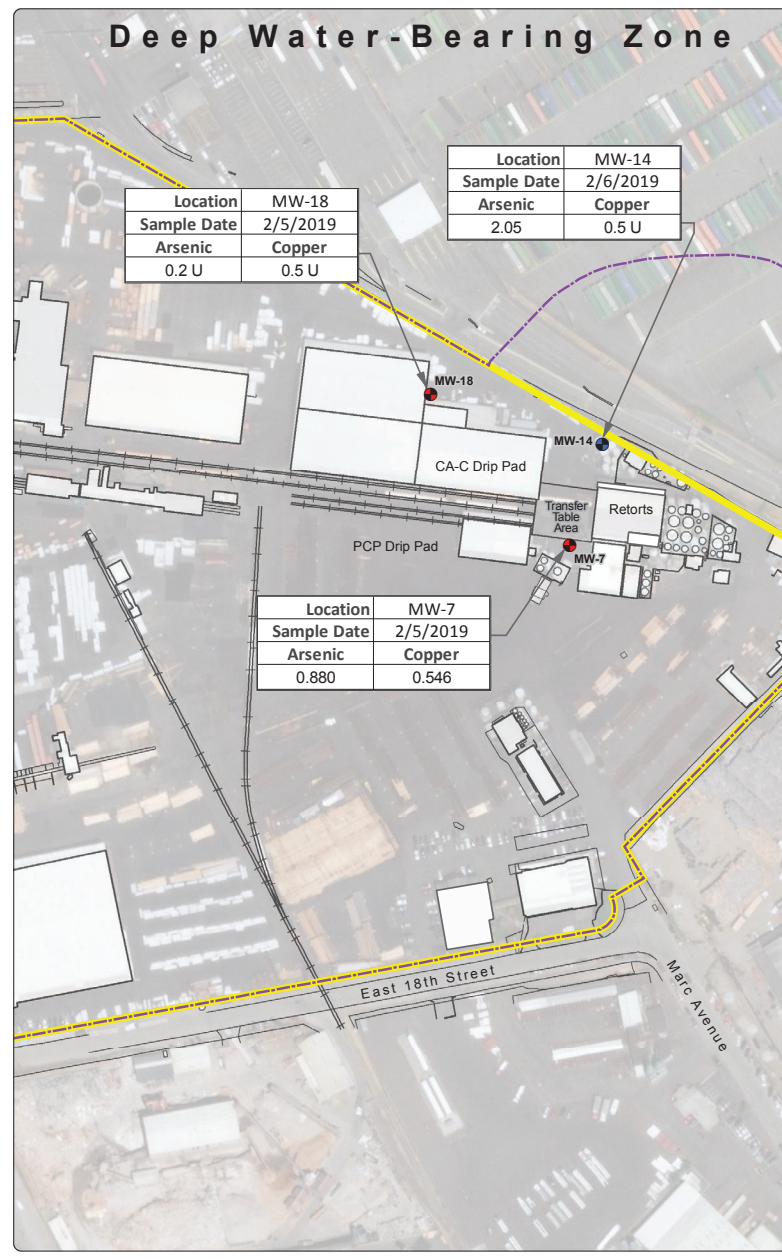 Deep Water-Bearing Zone
Location MW-14
Sample Date 2/6/2019
Arsenic Copper
2.05 0.5 U
Location MW-18
Sample Date 2/5/2019
Arsenic Copper
0.2 U 0.5 U
MW-18
MW-14
CA-C Drip Pad
Transfer
Table
Area
Retorts
PCP Drip Pad
MW-7
Location MW-7
Sample Date 2/5/2019
Arsenic Copper
0.880 0.546
East 18th Street
Marc Avenue